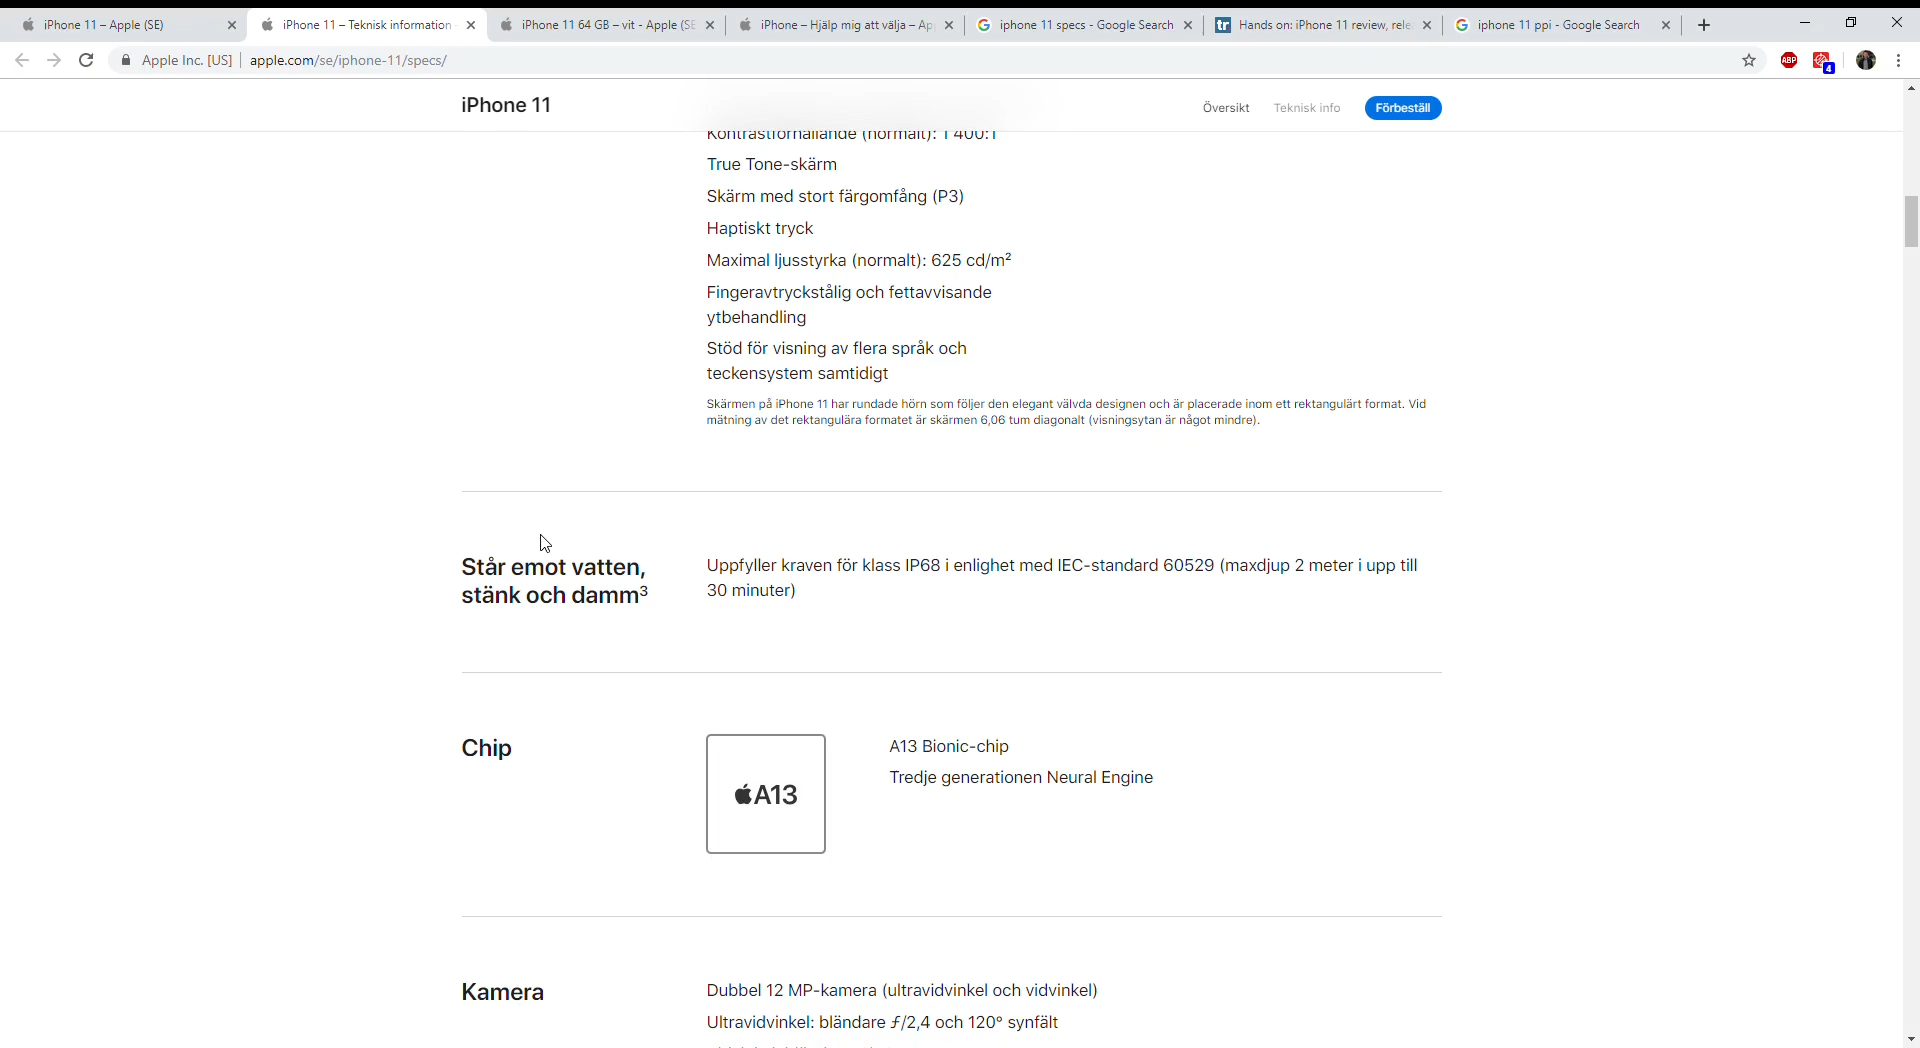 iPhone 11 – Apple (SE)
iPhone 11 – Teknisk information
iPhone 11 64 GB – vit - Apple (SE
iPhone – Hjälp mig att välja – Ap
iphone 11 specs - Google Search
tr Hands on: iPhone 11 review, rele
iphone 11 ppi - Google Search
Apple Inc. [US] | apple.com/se/iphone-11/specs/
ABP
4
iPhone 11
Översikt
Teknisk info
Förbeställ
Kontrastförhållande (normalt): 1 400:1
True Tone-skärm
Skärm med stort färgomfång (P3)
Haptiskt tryck
Maximal ljusstyrka (normalt): 625 cd/m²
Fingeravtryckstålig och fettavvisande
ytbehandling
Stöd för visning av flera språk och
teckensystem samtidigt
Skärmen på iPhone 11 har rundade hörn som följer den elegant välvda designen och är placerade inom ett rektangulärt format. Vid
mätning av det rektangulära formatet är skärmen 6,06 tum diagonalt (visningsytan är något mindre).
Står emot vatten,
stänk och damm³
Uppfyller kraven för klass IP68 i enlighet med IEC-standard 60529 (maxdjup 2 meter i upp till
30 minuter)
Chip
A13
A13 Bionic-chip
Tredje generationen Neural Engine
Kamera
Dubbel 12 MP-kamera (ultravidvinkel och vidvinkel)
Ultravidvinkel: bländare ƒ/2,4 och 120° synfält